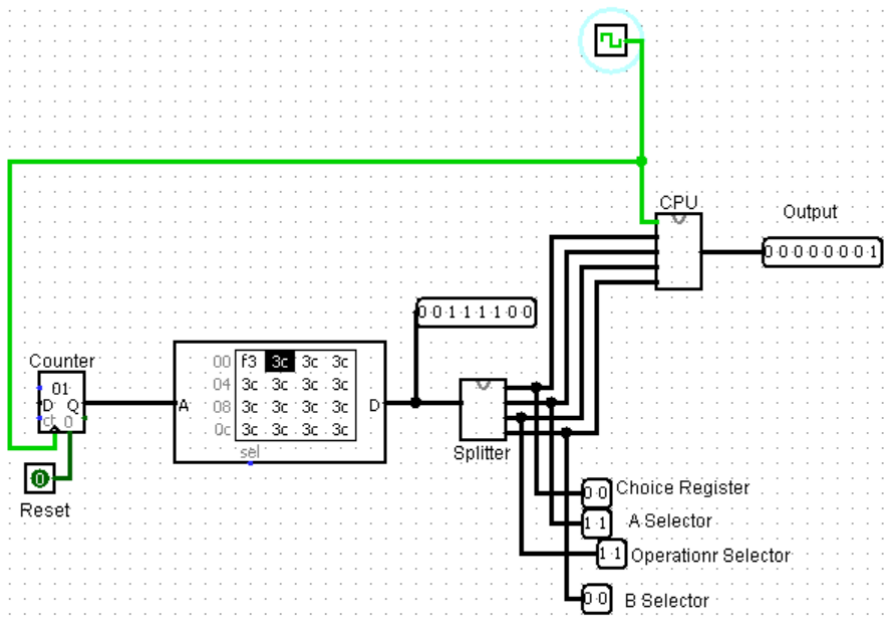 CPU
Output
0 0 0 0 0 0 0 1
0 0 1 1 1 1 0 0
Counter
01
D Q
ct 0
A
00 f3 3c 3c 3c
04 3c 3c 3c 3c
08 3c 3c 3c 3c
0c 3c 3c 3c 3c
D
sel
Splitter
0
Reset
0 0 Choice Register
1 1 A Selector
1 1 Operationr Selector
0 0 B Selector